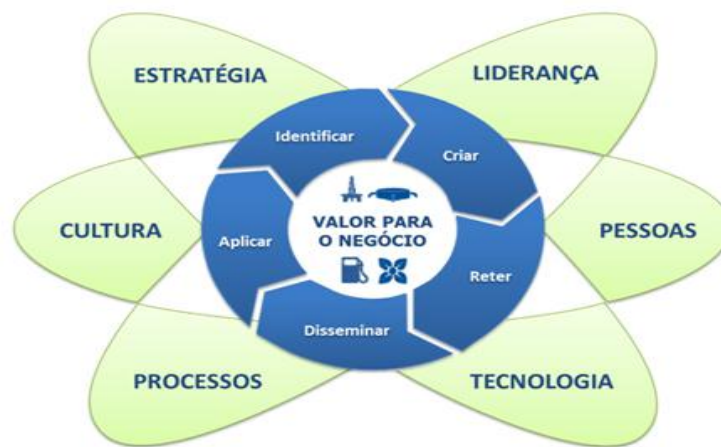 ESTRATÉGIA
LIDERANÇA
Identificar
Criar
VALOR PARA
O NEGÓCIO
CULTURA
Aplicar
PESSOAS
Reter
Disseminar
PROCESSOS
TECNOLOGIA